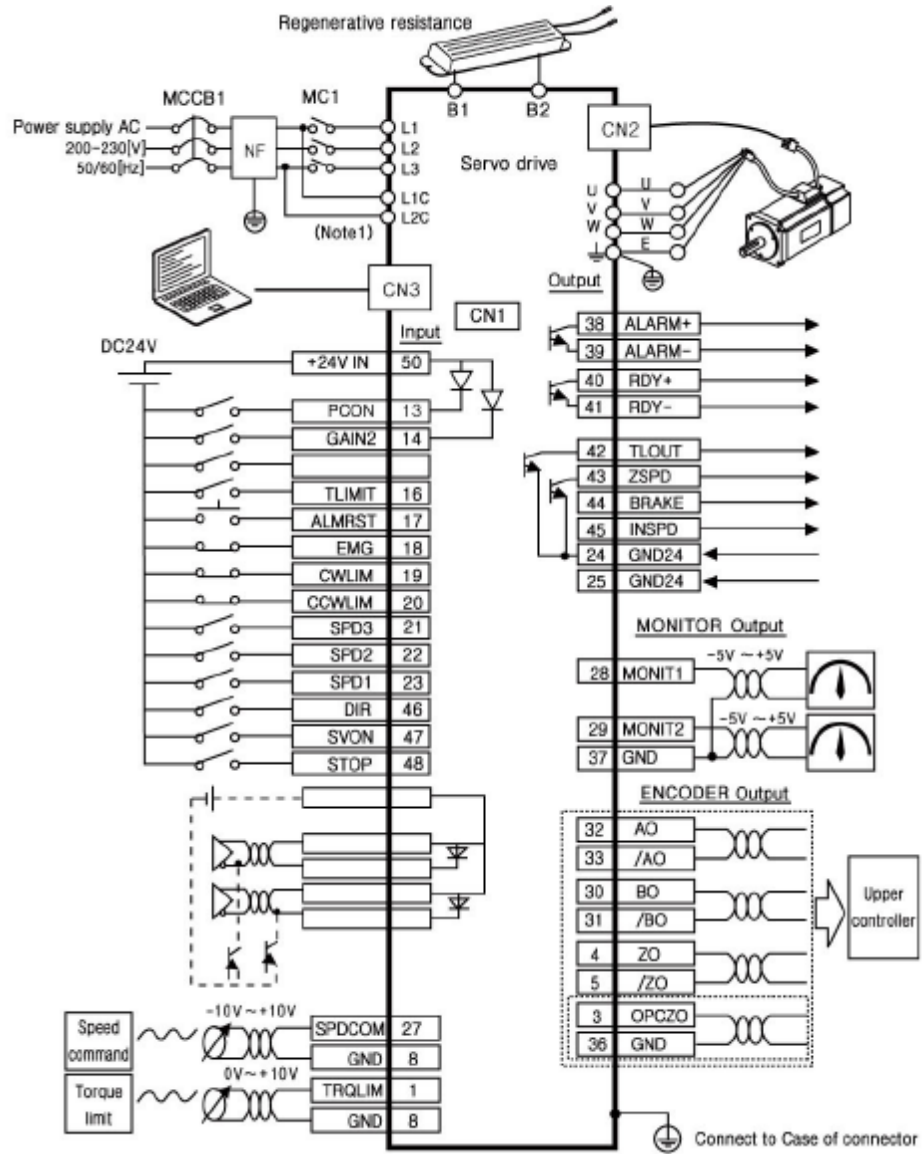 Regenerative resistance
B1 B2
MCCB1 MC1
Power supply AC
200-230[V]
50/60[Hz]
NF
L1
L2
L3
L1C
L2C
(Note1)
Servo drive
CN2
U U
V V
W W
E
CN3
CN1
Input
Output
DC24V
+24V IN 50
PCON 13
GAIN2 14
TLIMIT 16
ALMRST 17
EMG 18
CWLIM 19
CCWLIM 20
SPD3 21
SPD2 22
SPD1 23
DIR 46
SVON 47
STOP 48
38 ALARM+
39 ALARM-
40 RDY+
41 RDY-
42 TLOUT
43 ZSPD
44 BRAKE
45 INSPD
24 GND24
25 GND24
MONITOR Output
28 MONIT1
-5V ~ +5V
29 MONIT2
-5V ~ +5V
37 GND
ENCODER Output
32 AO
33 /AO
30 BO
31 /BO
4 ZO
5 /ZO
3 OPCZO
36 GND
Upper
controller
Speed
command
-10V ~ +10V
SPDCOM 27
GND 8
Torque
limit
0V ~ +10V
TRQLIM 1
GND 8
Connect to Case of connector